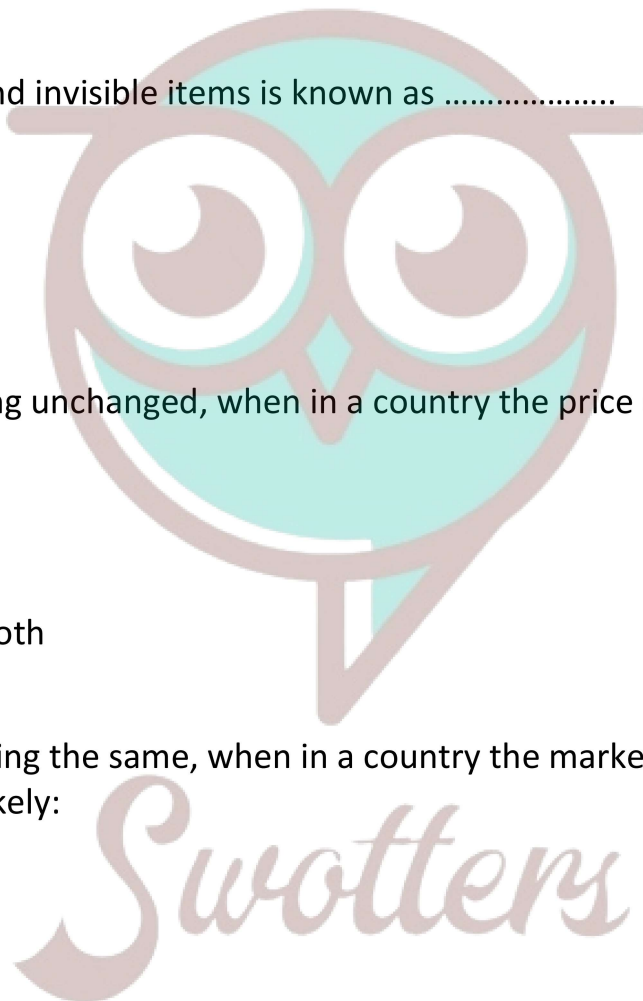 nd invisible items is known as ....................
ng unchanged, when in a country the price
oth
ing the same, when in a country the marke
kely:
Swotters